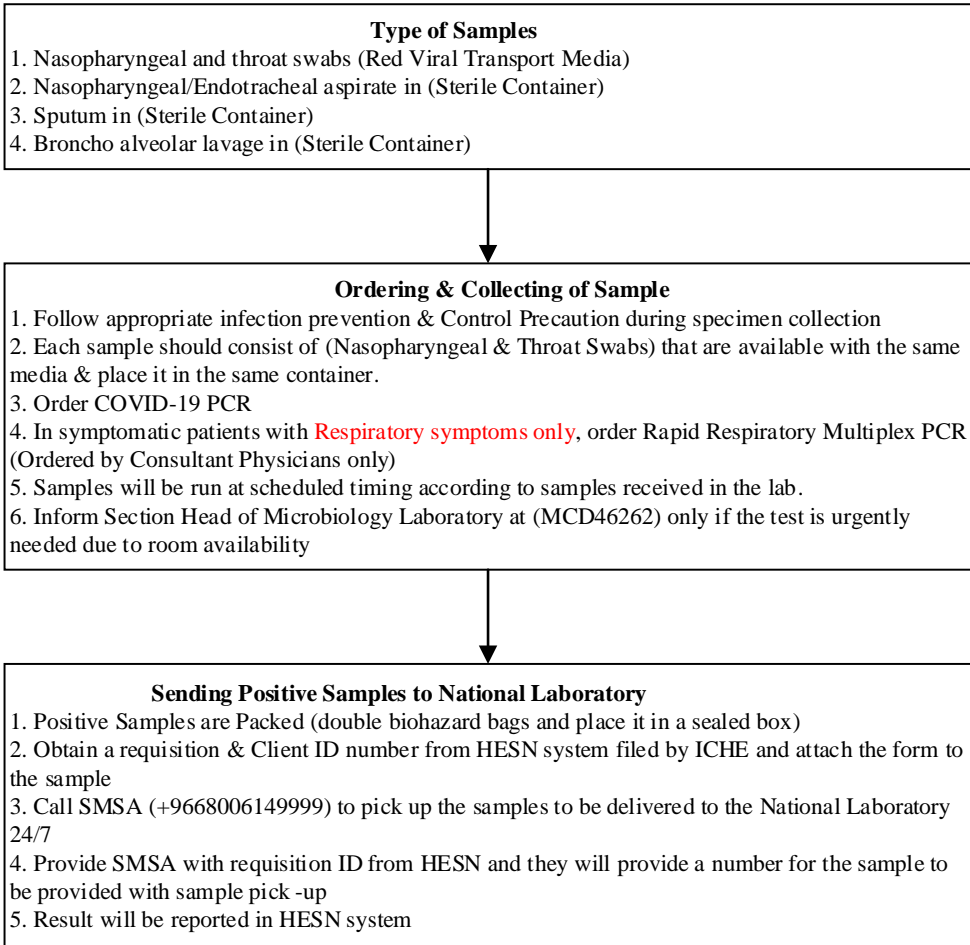 Type of Samples
1. Nasopharyngeal and throat swabs (Red Viral Transport Media)
2. Nasopharyngeal/Endotracheal aspirate in (Sterile Container)
3. Sputum in (Sterile Container)
4. Broncho alveolar lavage in (Sterile Container)
Ordering & Collecting of Sample
1. Follow appropriate infection prevention & Control Precaution during specimen collection
2. Each sample should consist of (Nasopharyngeal & Throat Swabs) that are available with the same
media & place it in the same container.
3. Order COVID-19 PCR
4. In symptomatic patients with Respiratory symptoms only, order Rapid Respiratory Multiplex PCR
(Ordered by Consultant Physicians only)
5. Samples will be run at scheduled timing according to samples received in the lab.
6. Inform Section Head of Microbiology Laboratory at (MCD46262) only if the test is urgently
needed due to room availability
Sending Positive Samples to National Laboratory
1. Positive Samples are Packed (double biohazard bags and place it in a sealed box)
2. Obtain a requisition & Client ID number from HESN system filed by ICHE and attach the form to
the sample
3. Call SMSA (+9668006149999) to pick up the samples to be delivered to the National Laboratory
24/7
4. Provide SMSA with requisition ID from HESN and they will provide a number for the sample to
be provided with sample pick -up
5. Result will be reported in HESN system